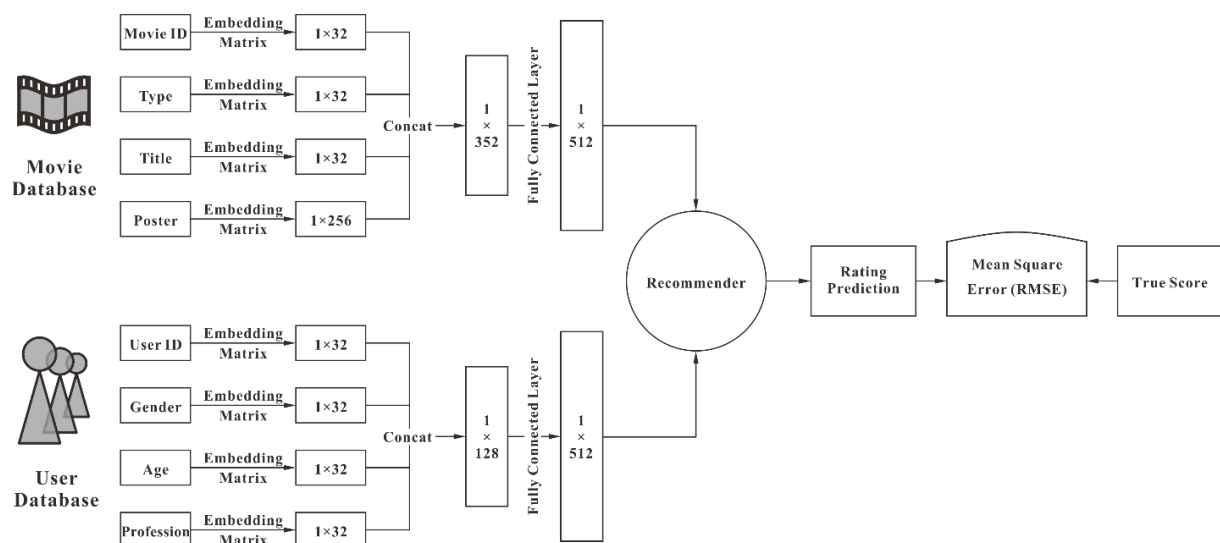 Movie ID
Embedding
Matrix
1×32
Type
Embedding
Matrix
1×32
Title
Embedding
Matrix
1×32
Poster
Embedding
Matrix
1×256
Movie
Database
Concat
1
×
352
Fully Connected Layer
1
×
512
User ID
Embedding
Matrix
1×32
Gender
Embedding
Matrix
1×32
Age
Embedding
Matrix
1×32
Profession
Embedding
Matrix
1×32
User
Database
Concat
1
×
128
Fully Connected Layer
1
×
512
Recommender
Rating
Prediction
Mean Square
Error (RMSE)
True Score